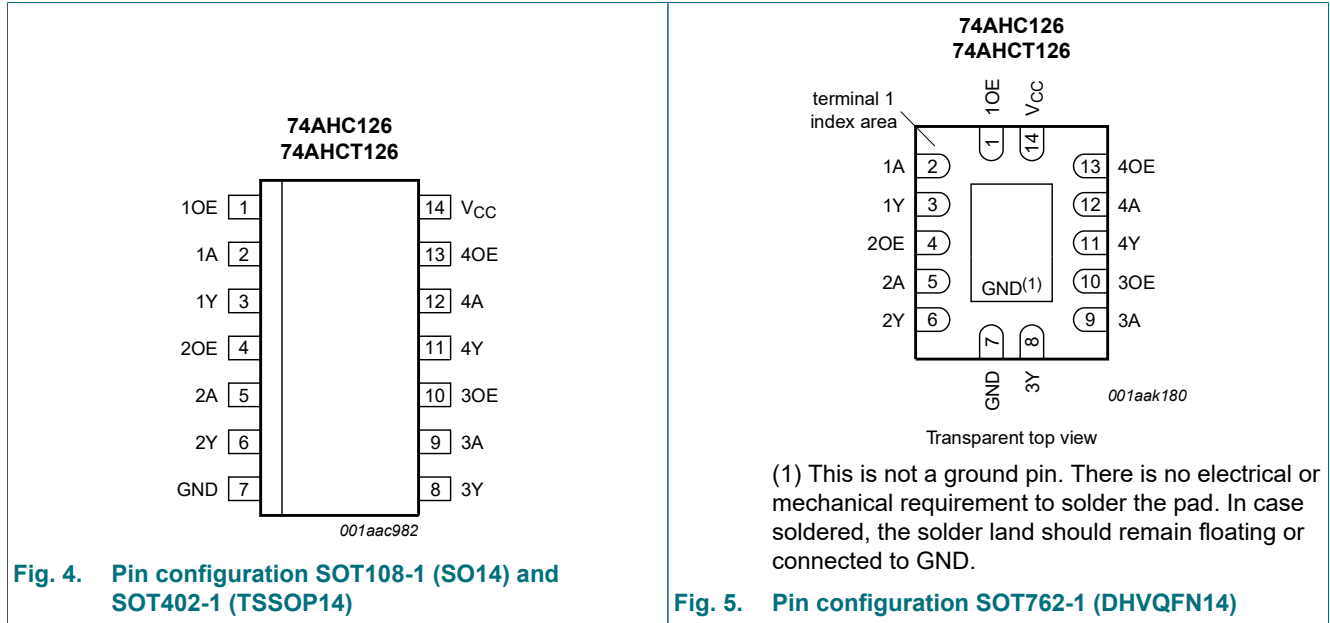 74AHC126
74AHCT126
1OE 1
1A 2
1Y 3
2OE 4
2A 5
2Y 6
GND 7
14 VCC
13 4OE
12 4A
11 4Y
10 3OE
9 3A
8 3Y
001aac982
Fig. 4. Pin configuration SOT108-1 (SO14) and
SOT402-1 (TSSOP14)
74AHC126
74AHCT126
terminal 1
index area
1OE
VCC
1
14
1A 2
1Y 3
2OE 4
2A 5
2Y 6
13 4OE
12 4A
11 4Y
10 3OE
9 3A
GND(1)
7
8
GND
3Y
001aak180
Transparent top view
(1) This is not a ground pin. There is no electrical or
mechanical requirement to solder the pad. In case
soldered, the solder land should remain floating or
connected to GND.
Fig. 5. Pin configuration SOT762-1 (DHVQFN14)